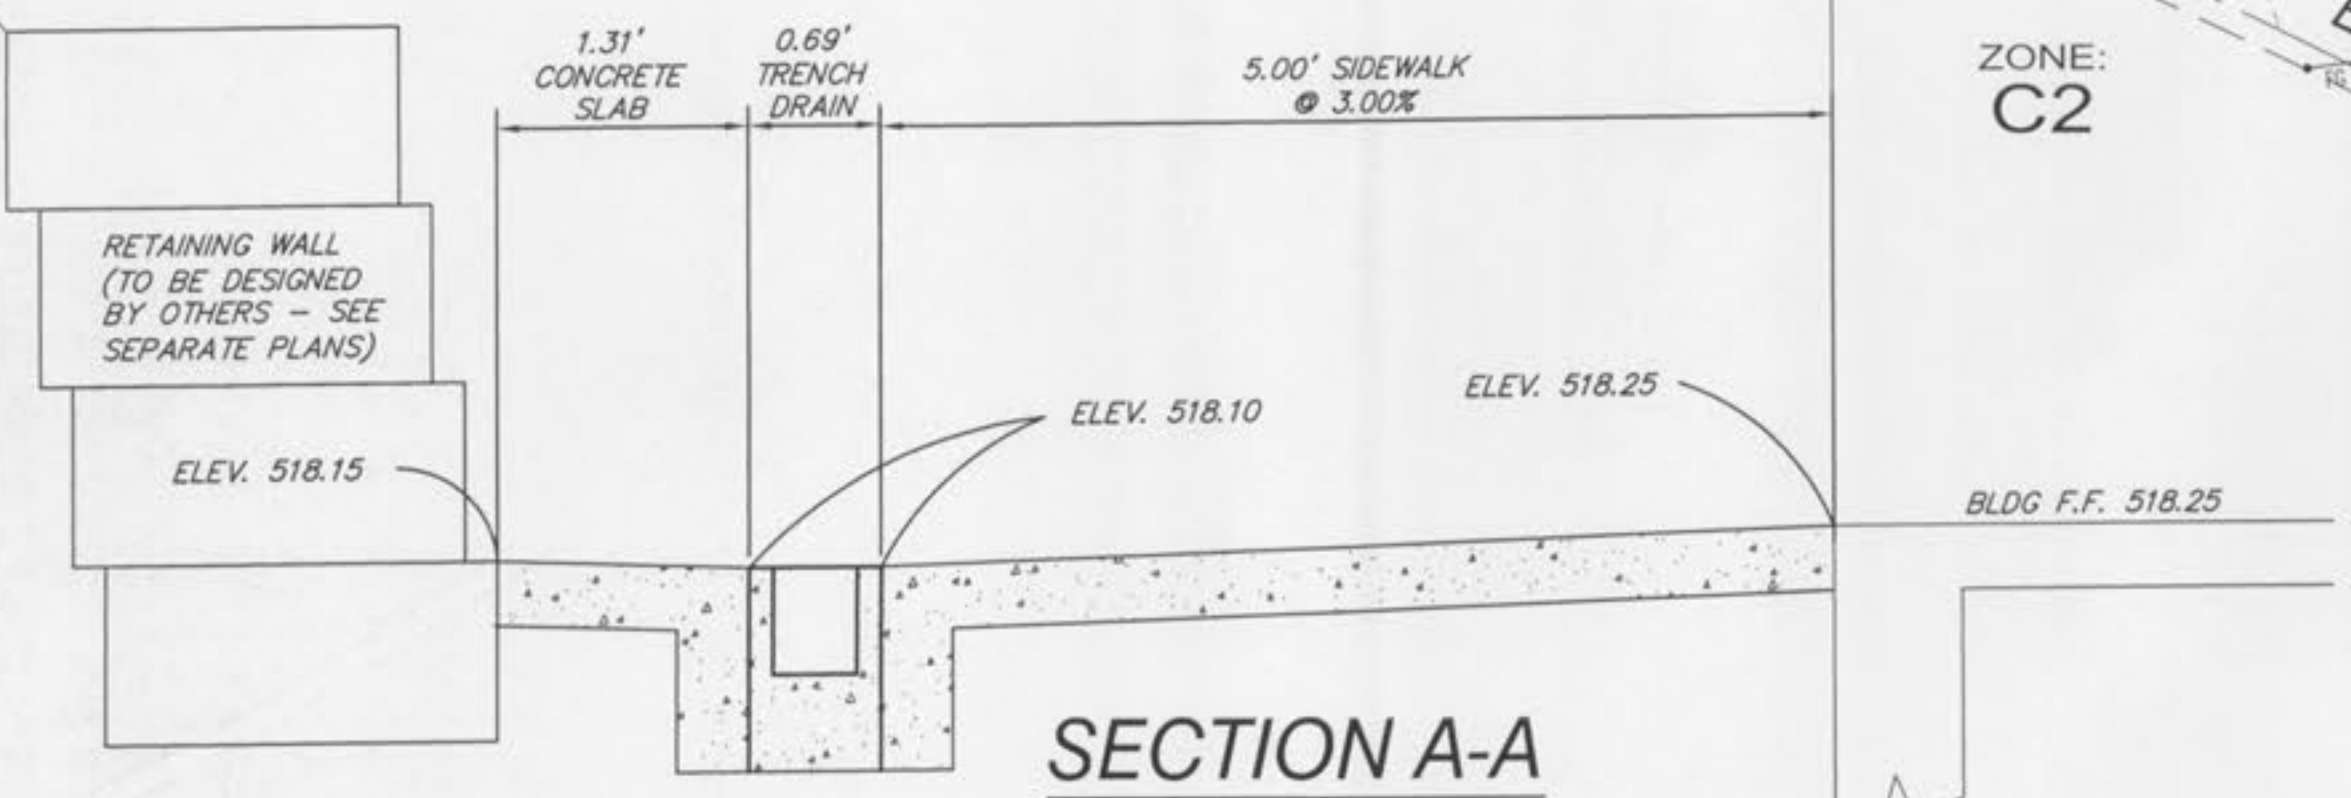 1.31'
CONCRETE
SLAB
0.69'
TRENCH
DRAIN
5.00' SIDEWALK
@ 3.00%
ZONE:
C2
RETAINING WALL
(TO BE DESIGNED
BY OTHERS – SEE
SEPARATE PLANS)
ELEV. 518.15
ELEV. 518.10
ELEV. 518.25
BLDG F.F. 518.25
SECTION A-A